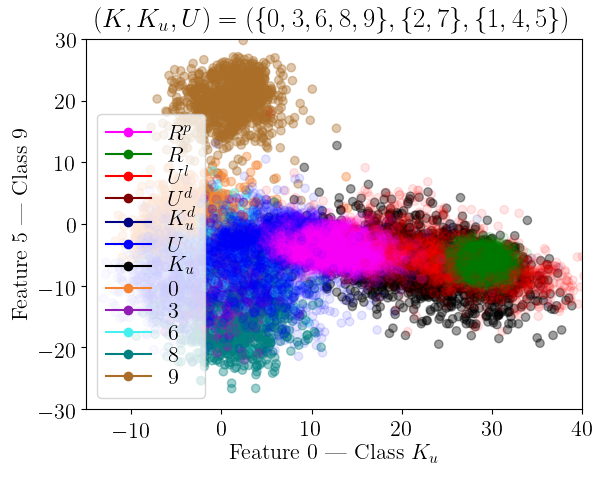 (K, K_u, U) = ({0, 3, 6, 8, 9}, {2, 7}, {1, 4, 5})
30
20
10
0
−10
−20
−30
Feature 5 — Class 9
R^p
R
U^l
U^d
K_u^d
U
K_u
0
3
6
8
9
−10
0
10
20
30
40
Feature 0 — Class K_u